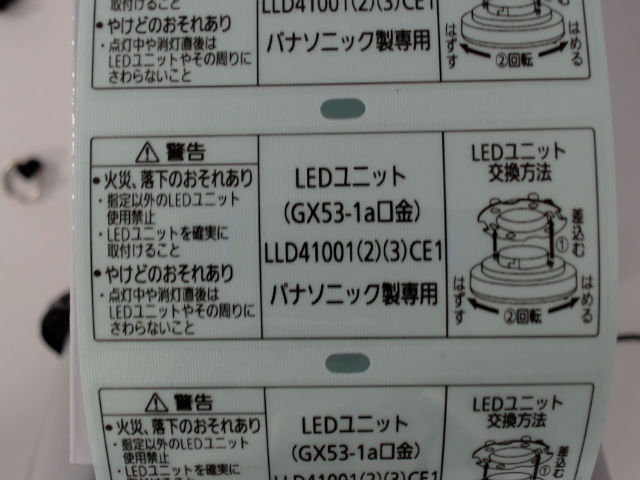 取付けること
●やけどのおそれあり
・点灯中や消灯直後は
LEDユニットやその周りに
さわらないこと
LLD41001(2)(3)CE1
パナソニック製専用
はずす
②回転
はめる
⚠警告
●火災、落下のおそれあり
・指定以外のLEDユニット
使用禁止
・LEDユニットを確実に
取付けること
●やけどのおそれあり
・点灯中や消灯直後は
LEDユニットやその周りに
さわらないこと
LEDユニット
(GX53-1a口金)
LLD41001(2)(3)CE1
パナソニック製専用
LEDユニット
交換方法
差込む
①
はずす
②回転
はめる
⚠警告
●火災、落下のおそれあり
・指定以外のLEDユニット
使用禁止
・LEDユニットを確実に
取付けること
LEDユニット
(GX53-1a口金)
LLD41001(2)(3)CE1
LEDユニット
交換方法
差込む
①